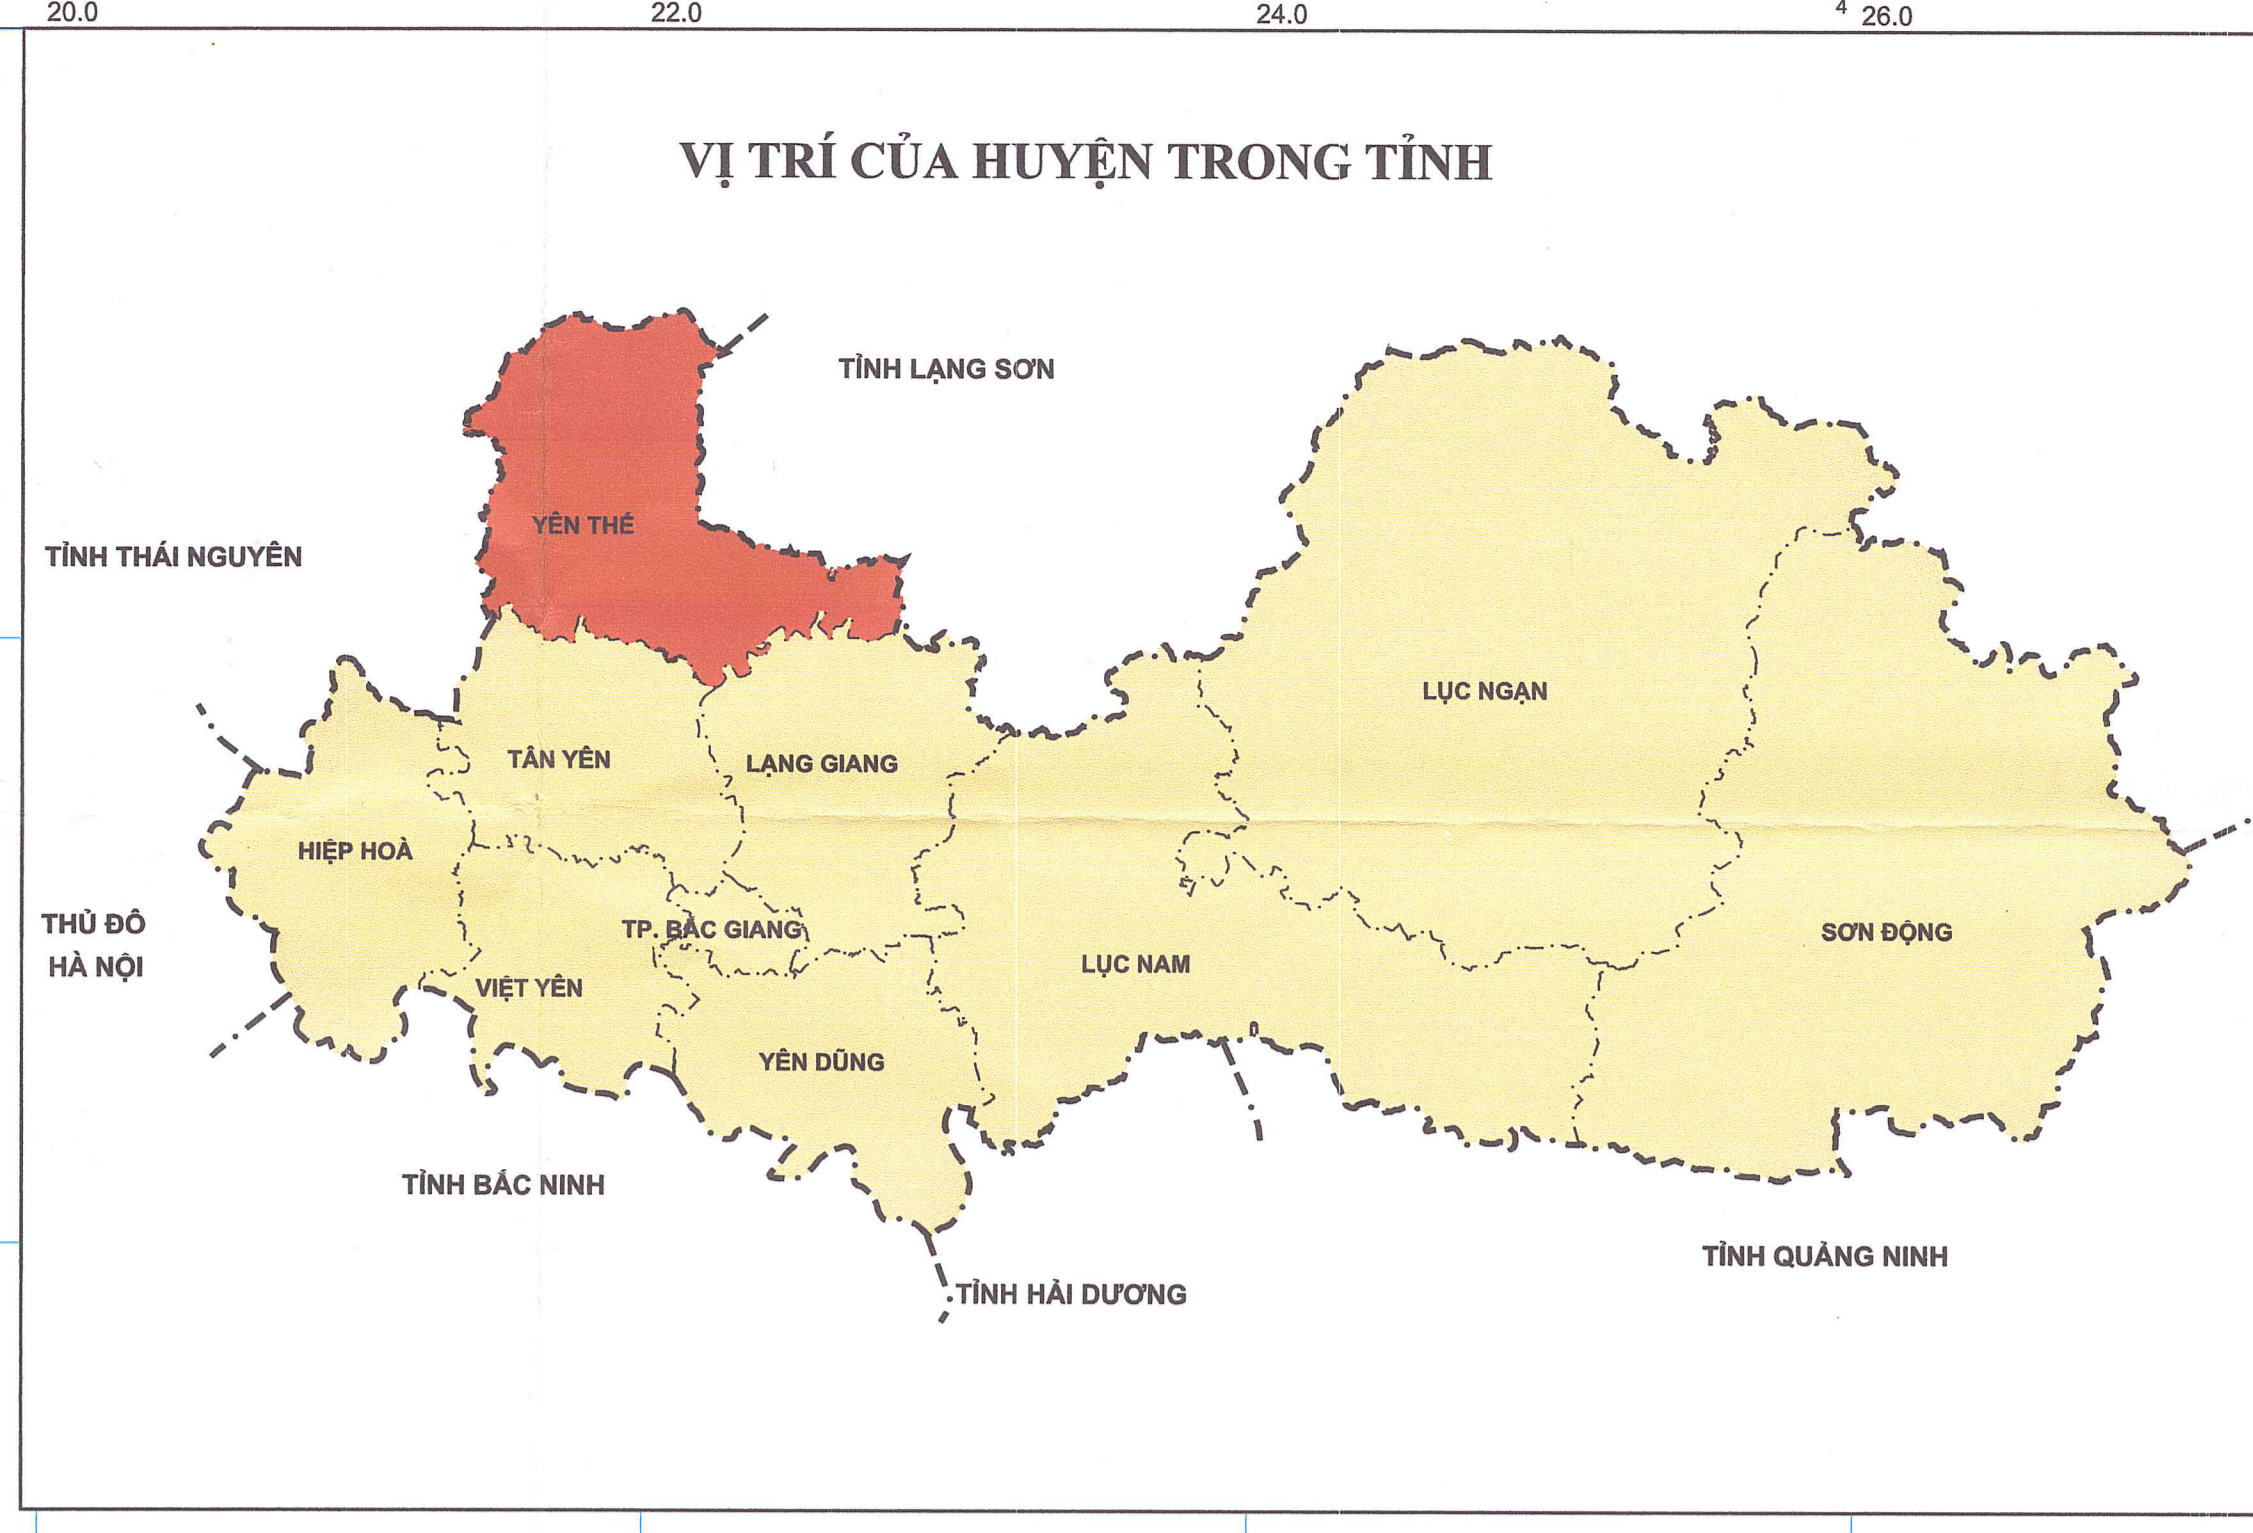 20.0 22.0 24.0 4 26.0
VỊ TRÍ CỦA HUYỆN TRONG TỈNH
TỈNH LẠNG SƠN
YÊN THẾ
TỈNH THÁI NGUYÊN
LỤC NGẠN
TÂN YÊN
LẠNG GIANG
HIỆP HOÀ
THỦ ĐÔ
HÀ NỘI
TP. BẮC GIANG
SƠN ĐỘNG
LỤC NAM
VIỆT YÊN
YÊN DŨNG
TỈNH BẮC NINH
TỈNH QUẢNG NINH
TỈNH HẢI DƯƠNG